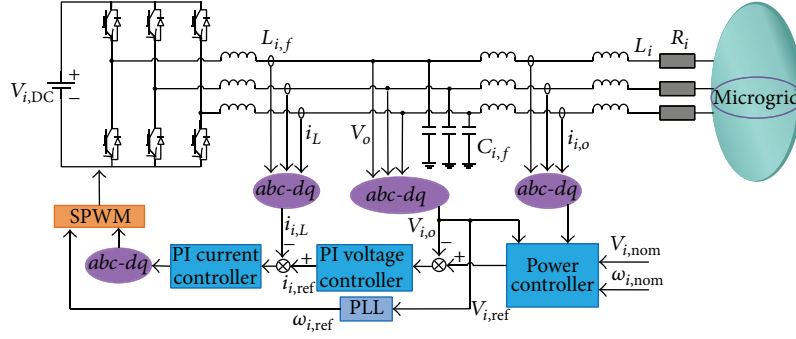 L_{i,f}
L_i
R_i
V_{i,DC}
+
−
Microgrid
i_L
V_o
C_{i,f}
i_{i,o}
abc-dq
abc-dq
abc-dq
SPWM
i_{i,L}
V_{i,o}
−
−
abc-dq
PI current controller
+
i_{i,ref}
PI voltage controller
+
Power controller
V_{i,nom}
ω_{i,nom}
PLL
V_{i,ref}
ω_{i,ref}